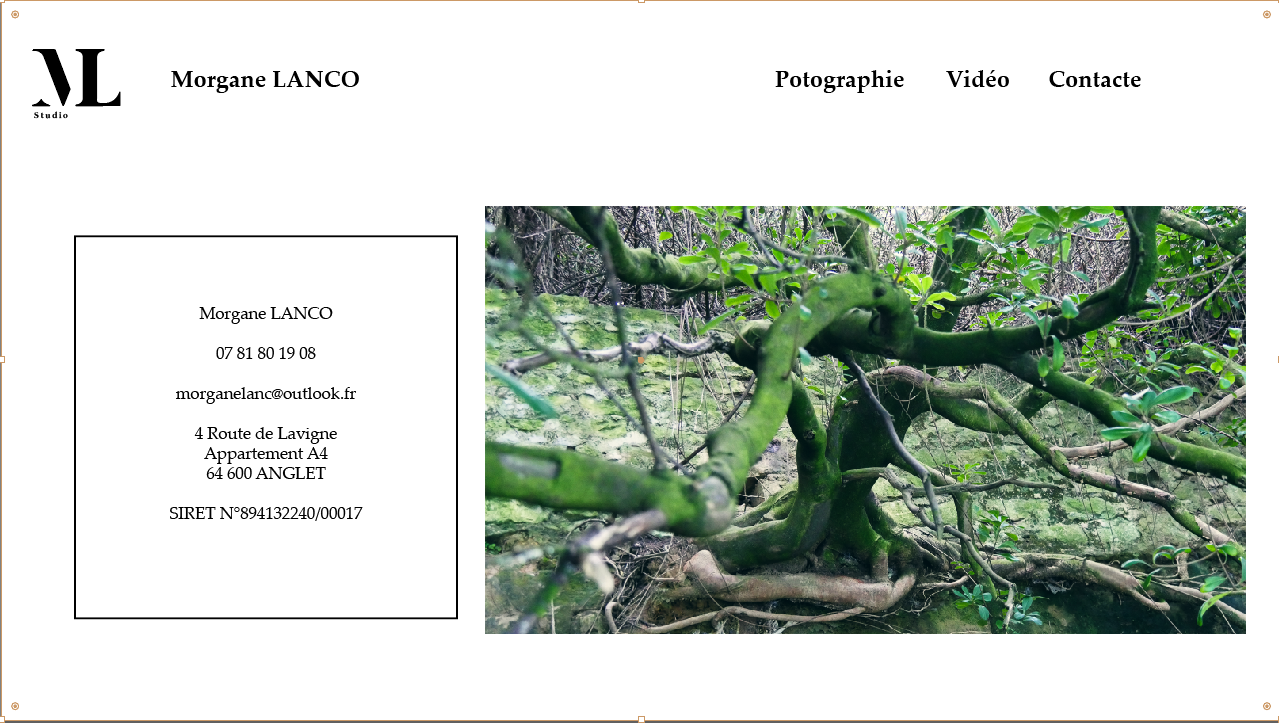 ML
Studio
Morgane LANCO
Potographie
Vidéo
Contacte
Morgane LANCO
07 81 80 19 08
morganelanc@outlook.fr
4 Route de Lavigne
Appartement A4
64 600 ANGLET
SIRET N°894132240/00017